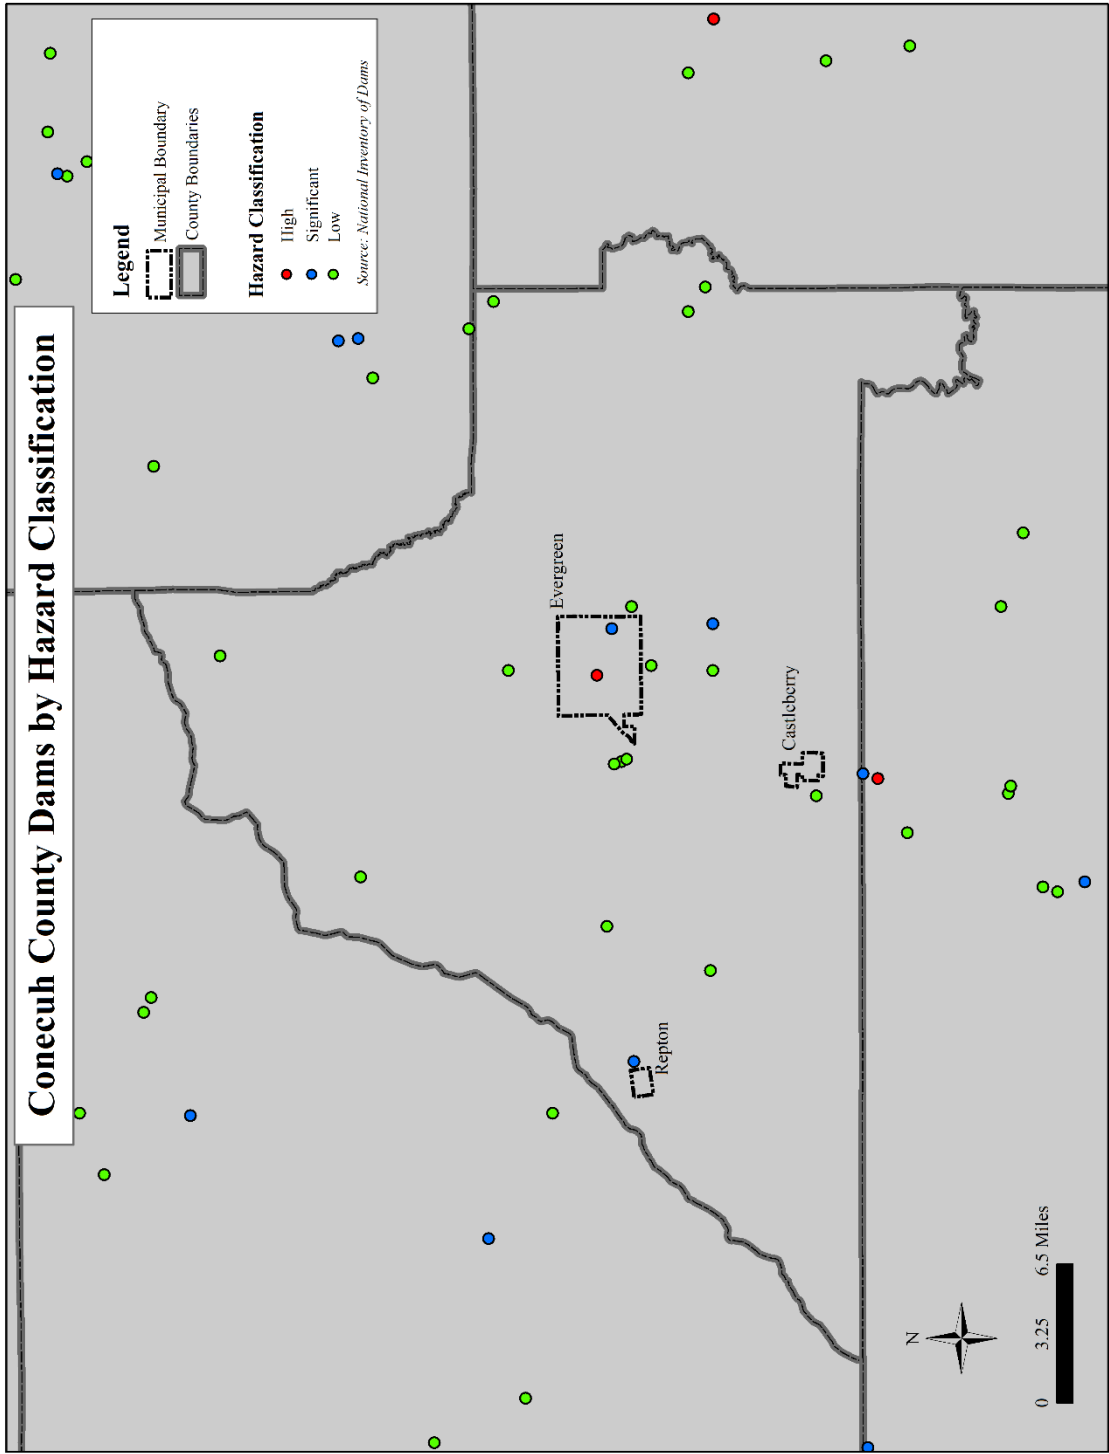 Conecuh County Dams by Hazard Classification
Legend
Municipal Boundary
County Boundaries
Hazard Classification
High
Significant
Low
Source: National Inventory of Dams
Evergreen
Castleberry
Repton
N
0 3.25 6.5 Miles